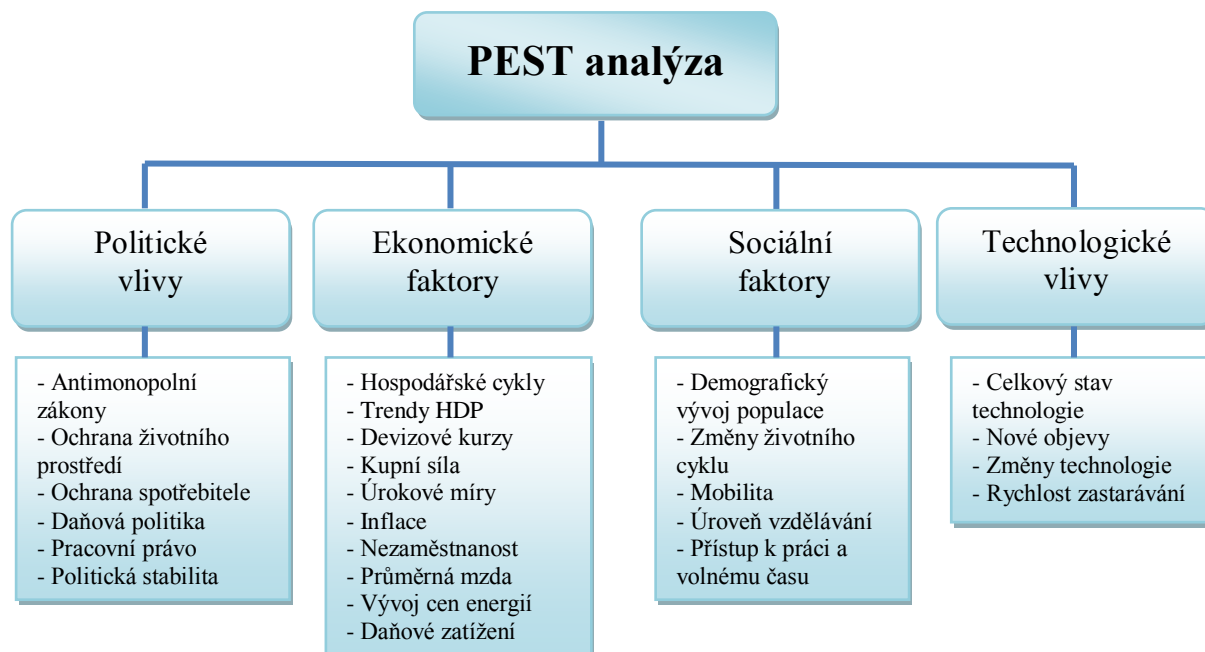 PEST analýza
Politické
vlivy
- Antimonopolní
zákony
- Ochrana životního
prostředí
- Ochrana spotřebitele
- Daňová politika
- Pracovní právo
- Politická stabilita
Ekonomické
faktory
- Hospodářské cykly
- Trendy HDP
- Devizové kurzy
- Kupní síla
- Úrokové míry
- Inflace
- Nezaměstnanost
- Průměrná mzda
- Vývoj cen energií
- Daňové zatížení
Sociální
faktory
- Demografický
vývoj populace
- Změny životního
cyklu
- Mobilita
- Úroveň vzdělávání
- Přístup k práci a
volnému času
Technologické
vlivy
- Celkový stav
technologie
- Nové objevy
- Změny technologie
- Rychlost zastarávání